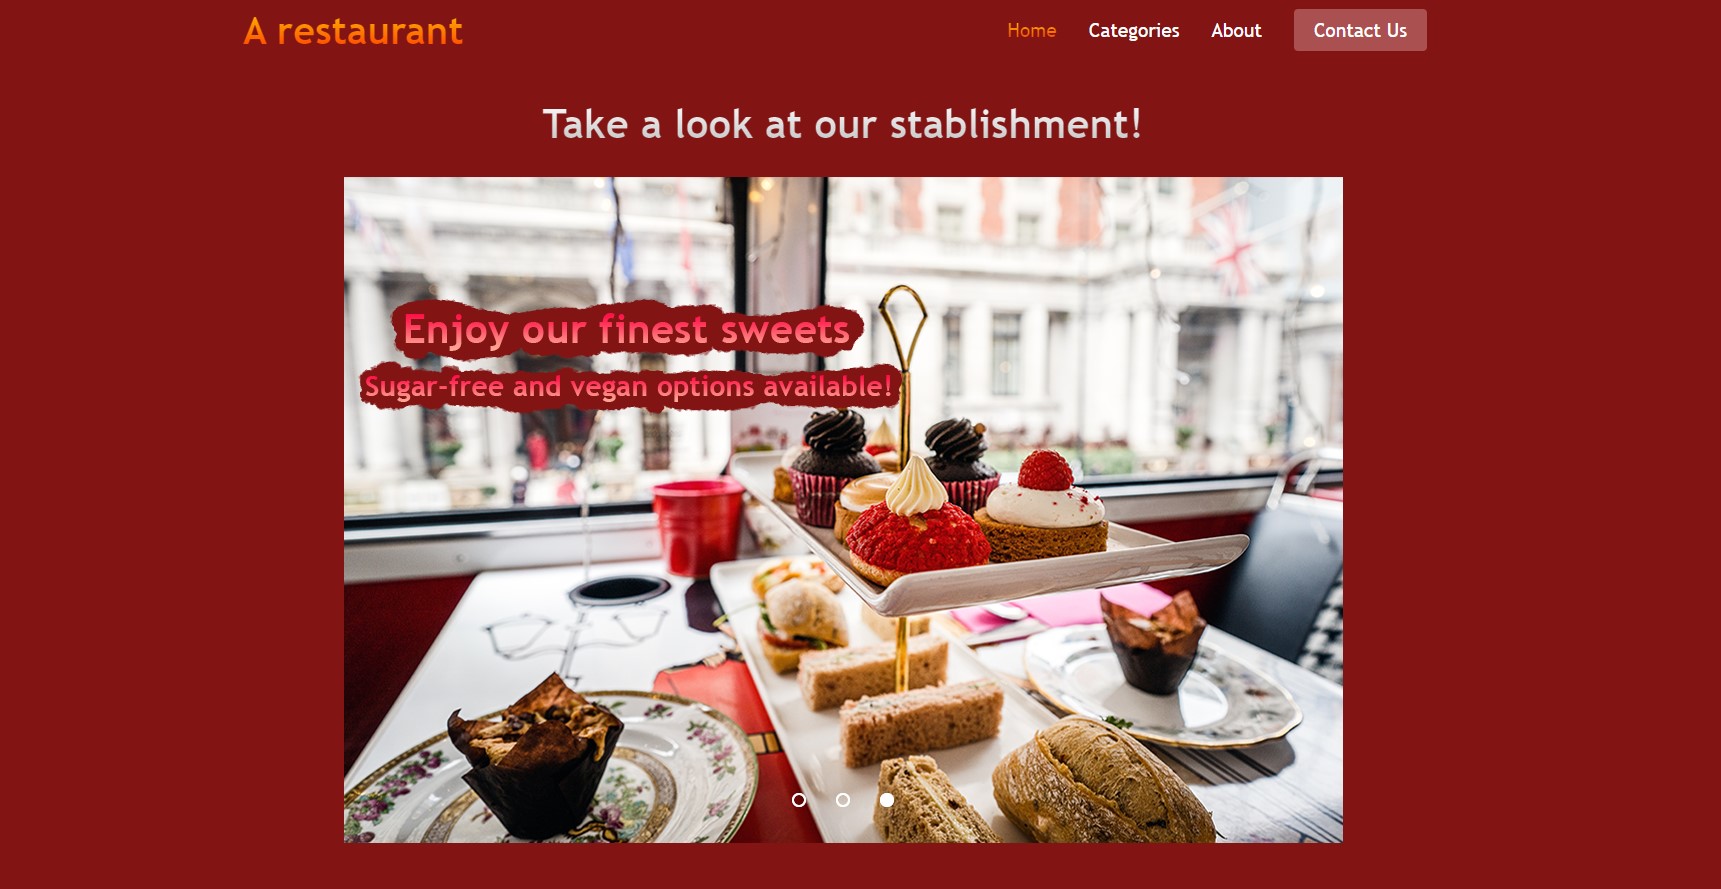 A restaurant
Home Categories About Contact Us
Take a look at our stablishment!
Enjoy our finest sweets
Sugar-free and vegan options available!